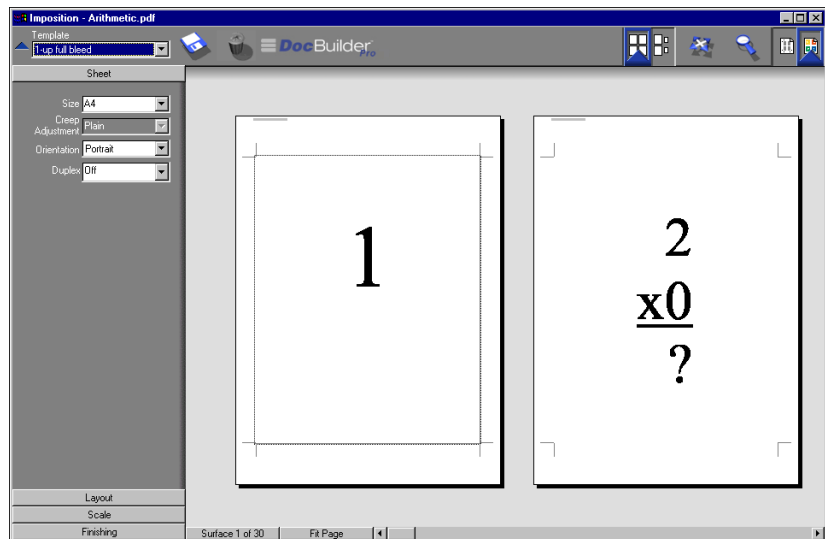 Imposition - Arithmetic.pdf
Template
1-up full bleed
DocBuilder Pro
Sheet
Size A4
Creep Adjustment Plain
Orientation Portrait
Duplex Off
1
2
x0
?
Layout
Scale
Finishing
Surface 1 of 30
Fit Page